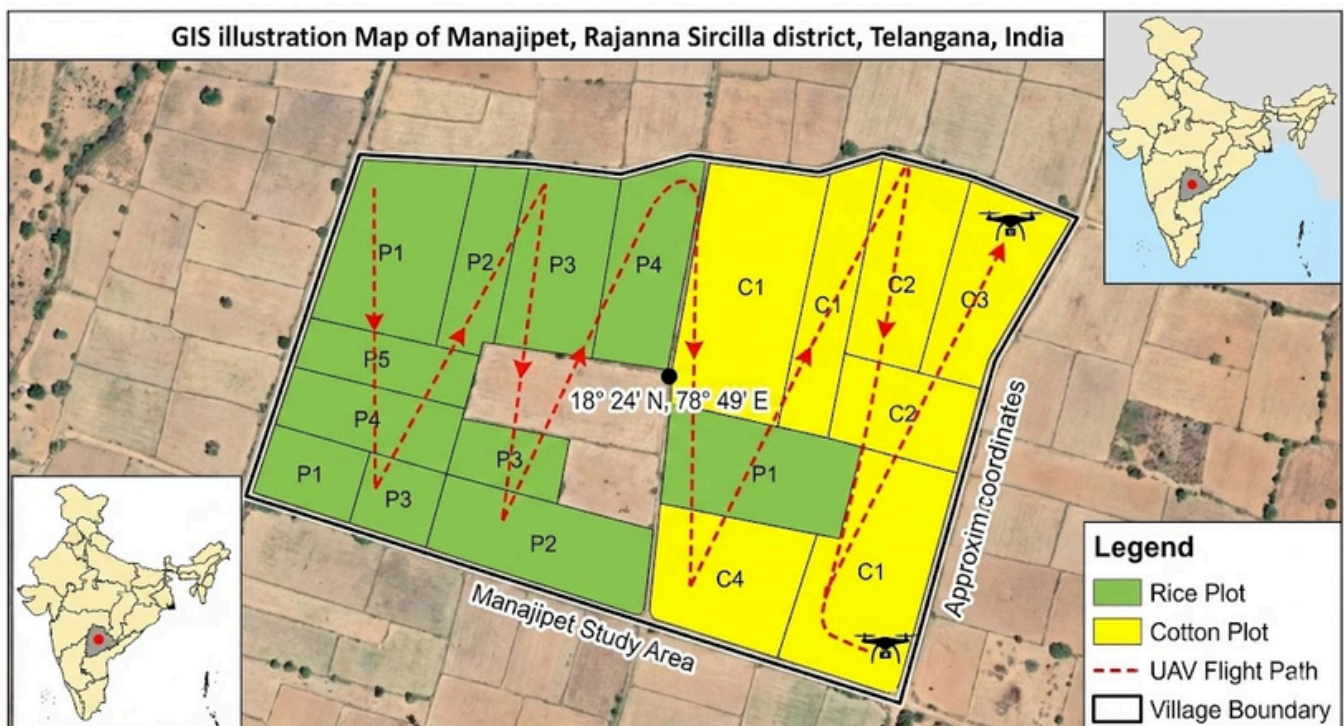 GIS illustration Map of Manajipet, Rajanna Sircilla district, Telangana, India
P1
P2
P3
P4
C1
C1
C2
C3
P5
P4
P3
P1
P3
P2
18° 24' N, 78° 49' E
P1
C2
C4
C1
Manajipet Study Area
Approxim coordinates
Legend
Rice Plot
Cotton Plot
UAV Flight Path
Village Boundary